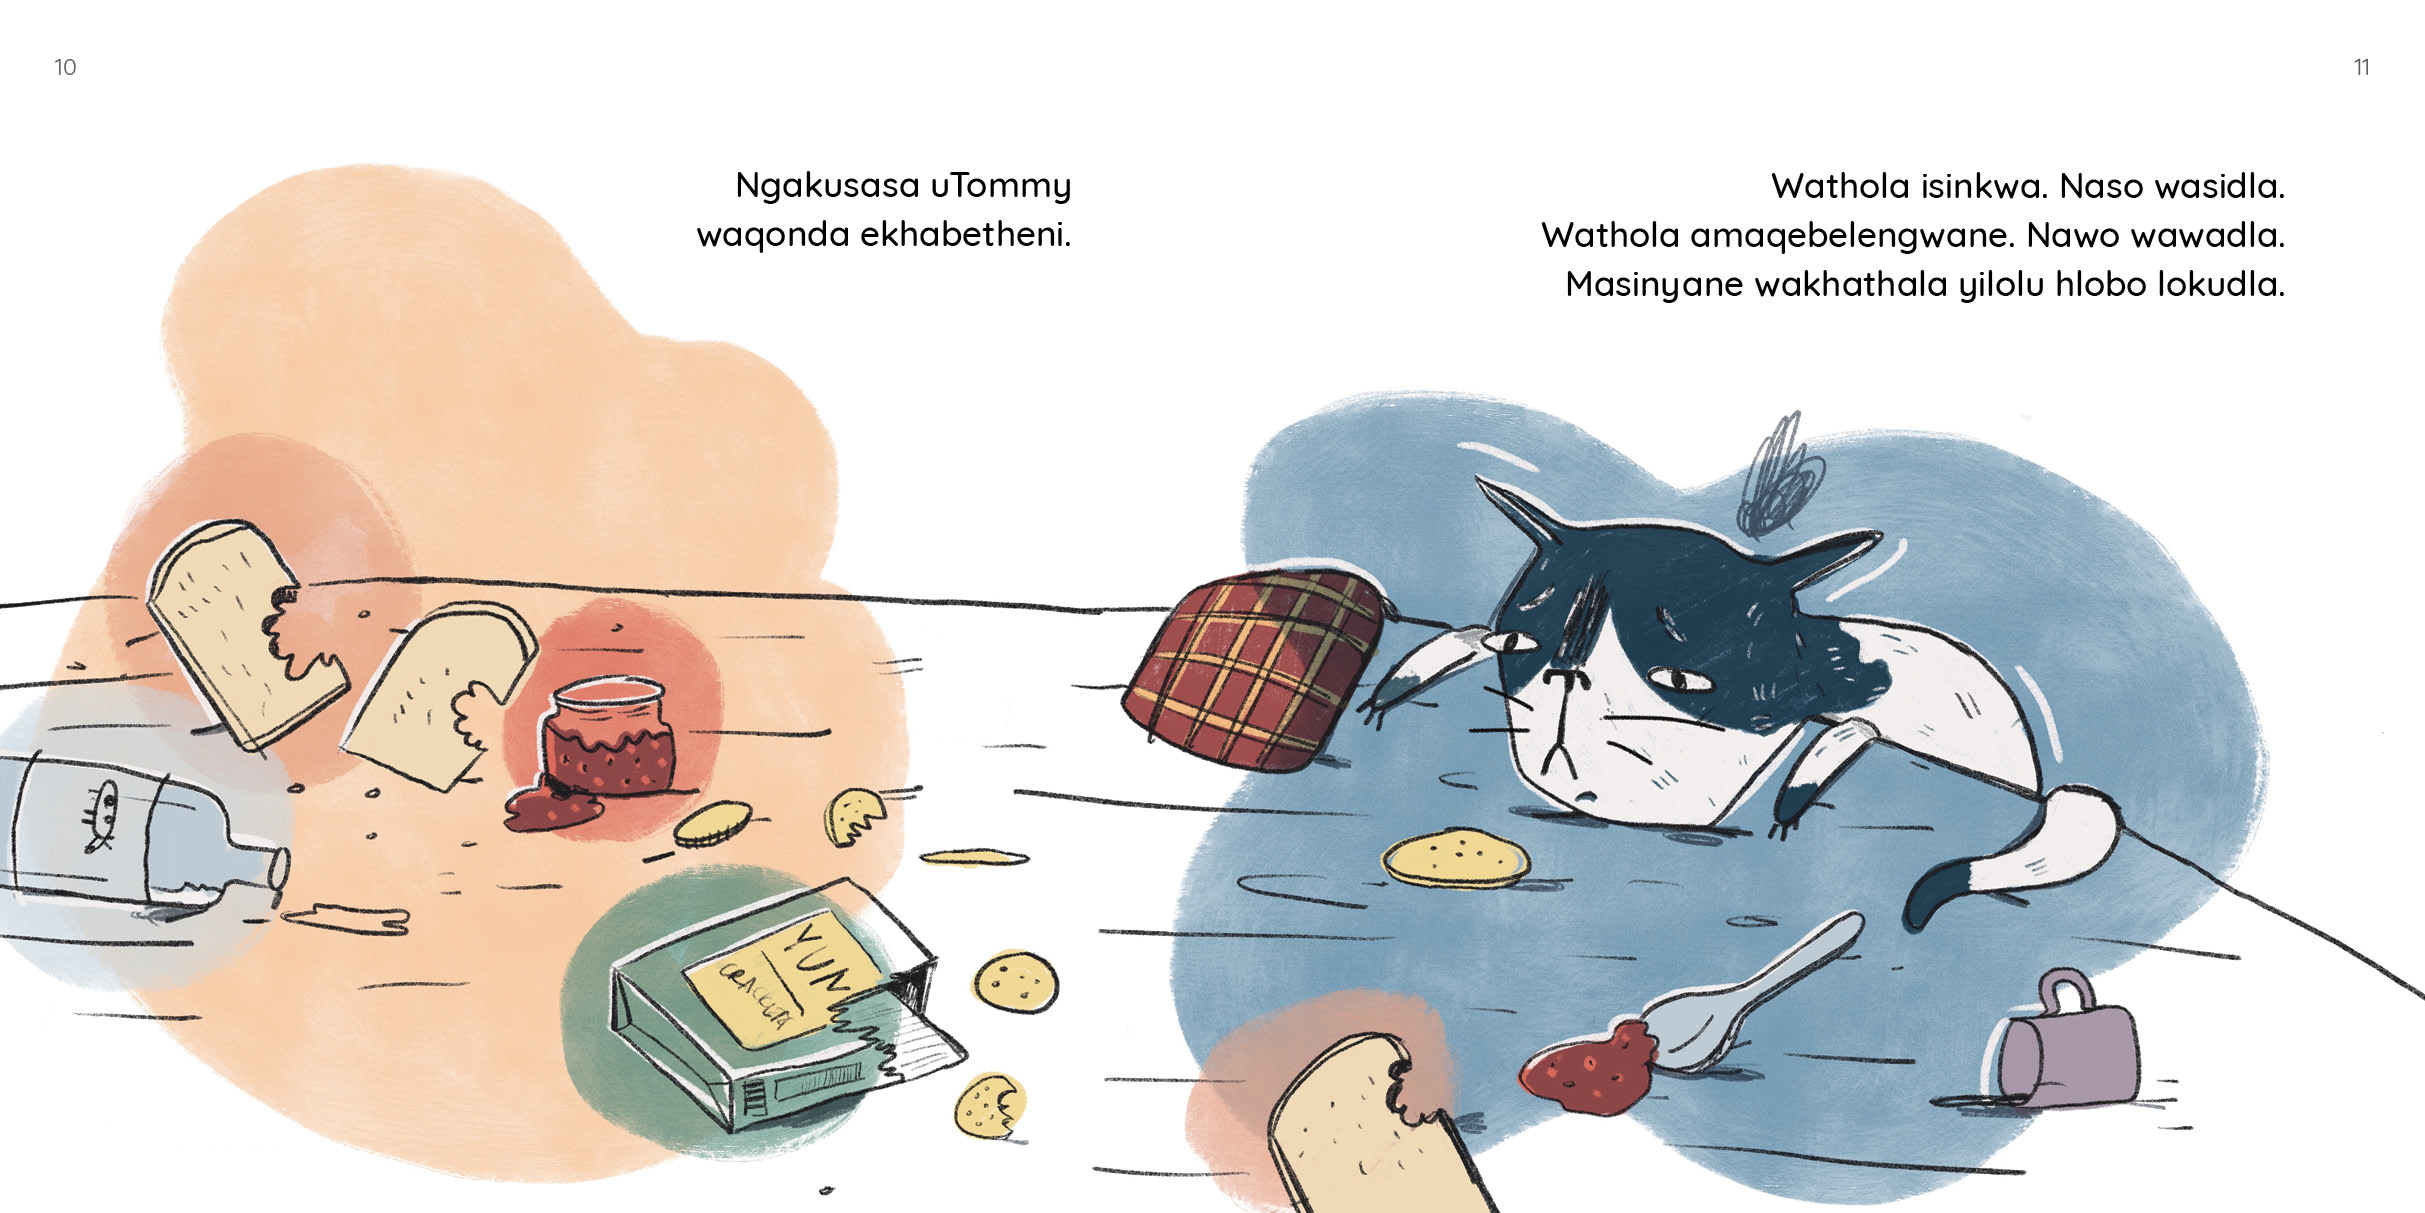 10
Ngakusasa uTommy
waqonda ekhabetheni.
YUM
CRACKERS
11
Wathola isinkwa. Naso wasidla.
Wathola amaqebelengwane. Nawo wawadla.
Masinyane wakhathala yilolu hlobo lokudla.